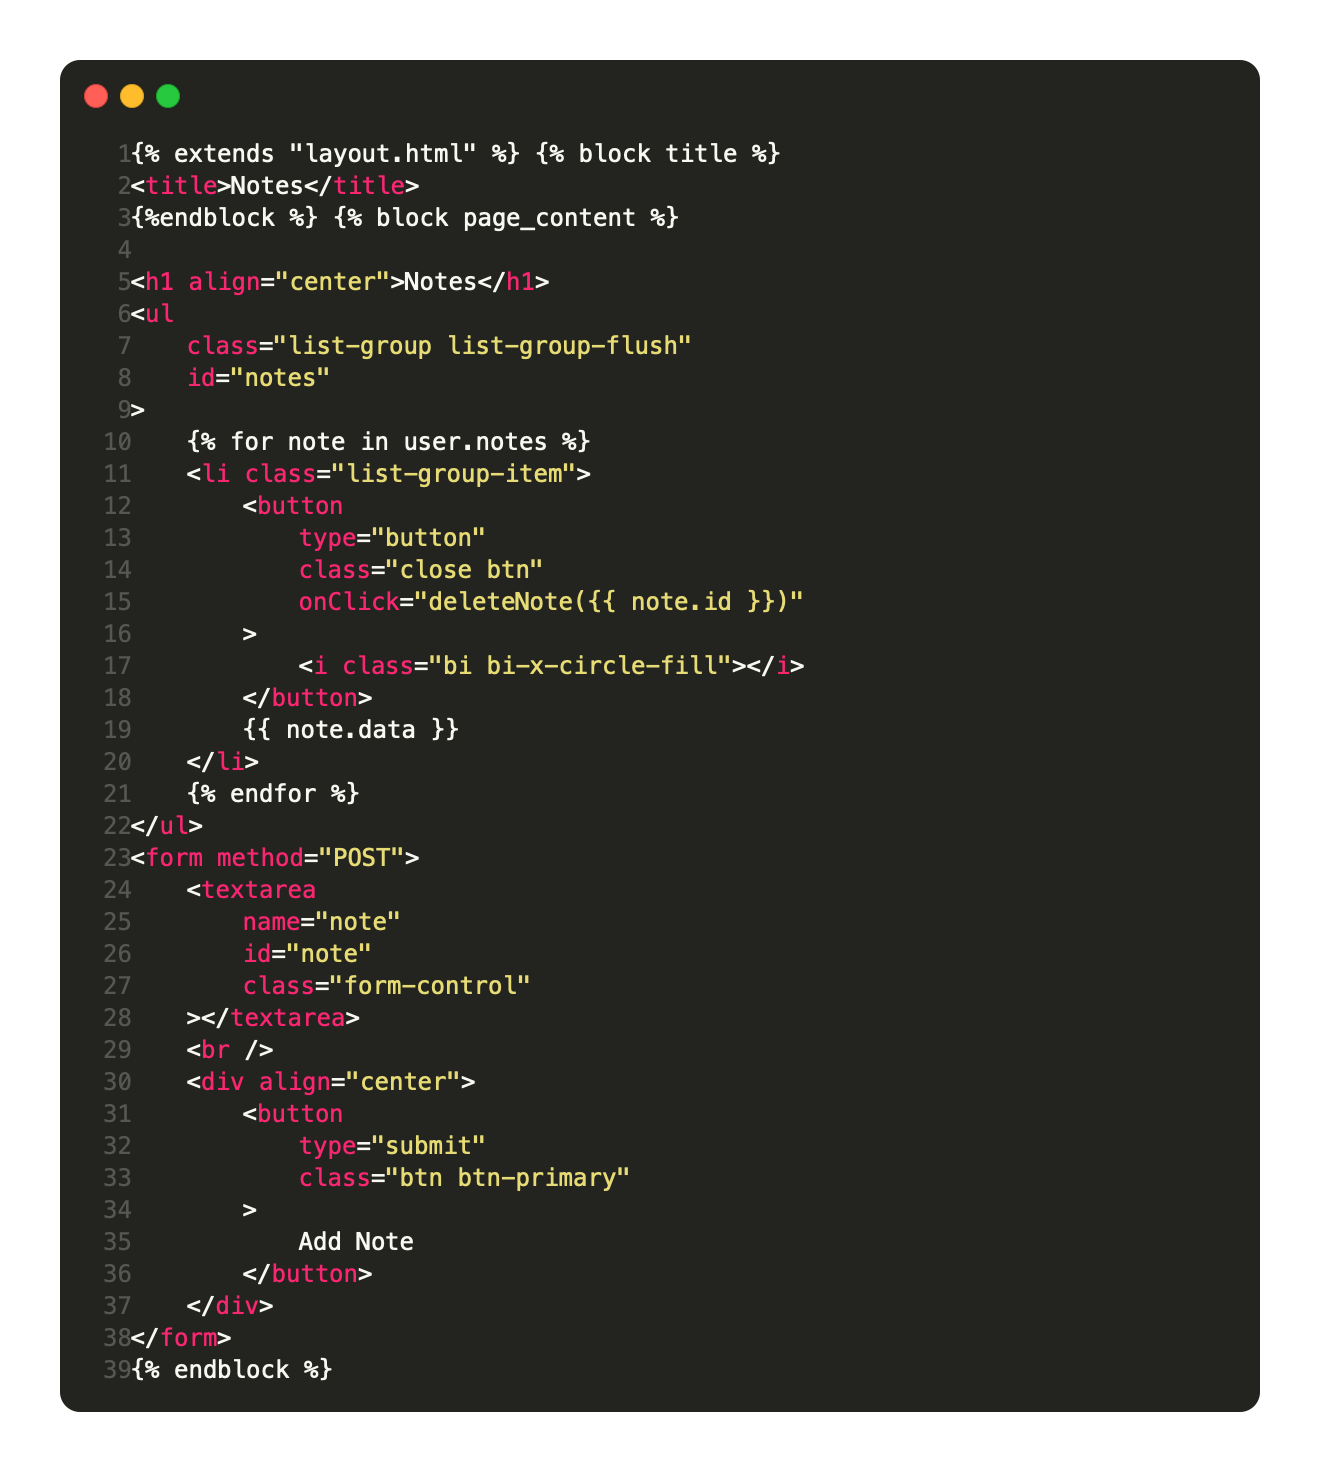 1{% extends "layout.html" %} {% block title %}
2<title>Notes</title>
3{%endblock %} {% block page_content %}
4
5<h1 align="center">Notes</h1>
6<ul
7    class="list-group list-group-flush"
8    id="notes"
9>
10    {% for note in user.notes %}
11    <li class="list-group-item">
12        <button
13            type="button"
14            class="close btn"
15            onClick="deleteNote({{ note.id }})"
16        >
17            <i class="bi bi-x-circle-fill"></i>
18        </button>
19        {{ note.data }}
20    </li>
21    {% endfor %}
22</ul>
23<form method="POST">
24    <textarea
25        name="note"
26        id="note"
27        class="form-control"
28    ></textarea>
29    <br />
30    <div align="center">
31        <button
32            type="submit"
33            class="btn btn-primary"
34        >
35            Add Note
36        </button>
37    </div>
38</form>
39{% endblock %}